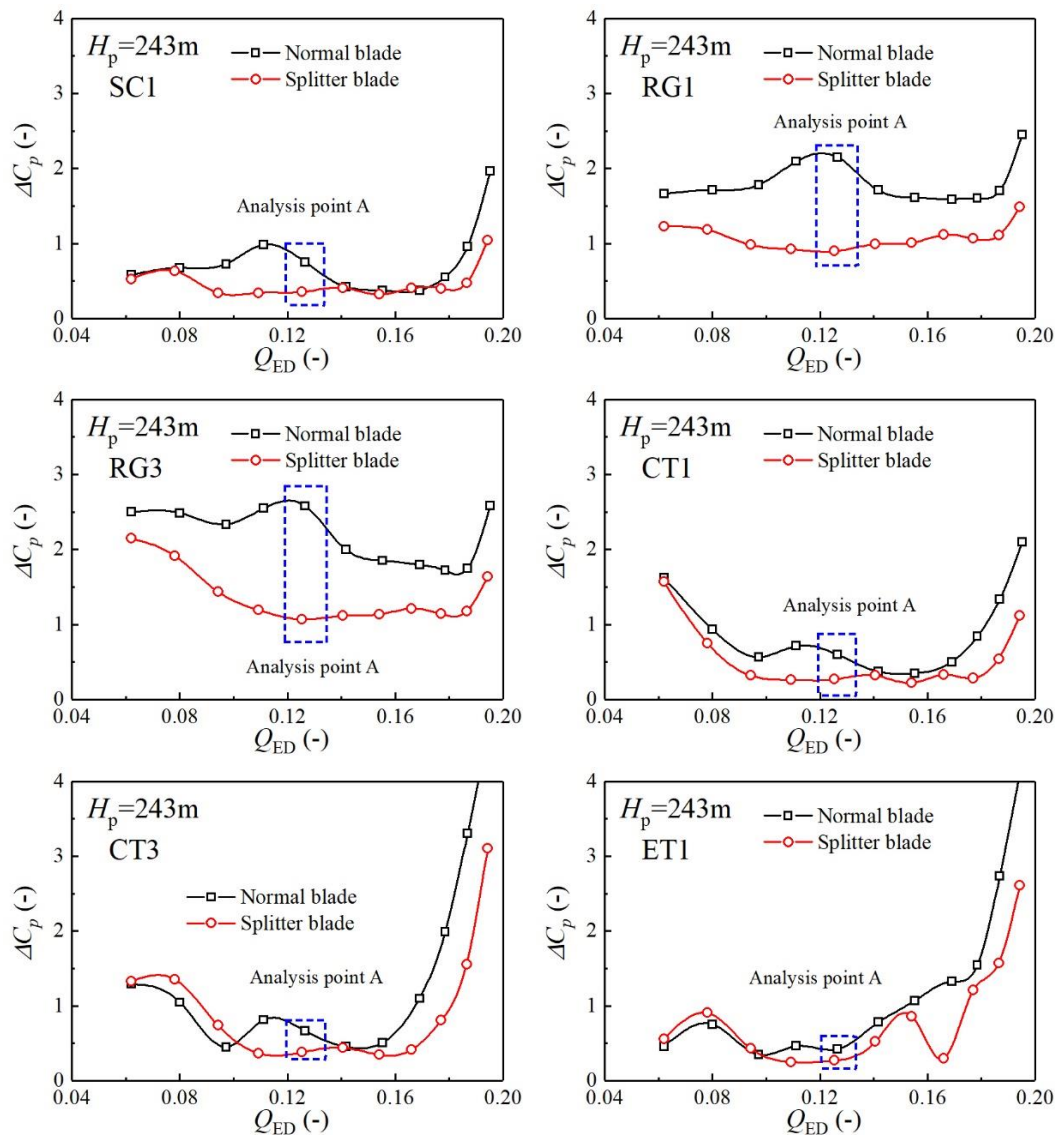 4
3
2
1
0
0.04
0.08
0.12
0.16
0.20
ΔCp (-)
QED (-)
Hp=243m
SC1
Normal blade
Splitter blade
Analysis point A
4
3
2
1
0
0.04
0.08
0.12
0.16
0.20
ΔCp (-)
QED (-)
Hp=243m
RG1
Normal blade
Splitter blade
Analysis point A
4
3
2
1
0
0.04
0.08
0.12
0.16
0.20
ΔCp (-)
QED (-)
Hp=243m
RG3
Normal blade
Splitter blade
Analysis point A
4
3
2
1
0
0.04
0.08
0.12
0.16
0.20
ΔCp (-)
QED (-)
Hp=243m
CT1
Normal blade
Splitter blade
Analysis point A
4
3
2
1
0
0.04
0.08
0.12
0.16
0.20
ΔCp (-)
QED (-)
Hp=243m
CT3
Normal blade
Splitter blade
Analysis point A
4
3
2
1
0
0.04
0.08
0.12
0.16
0.20
ΔCp (-)
QED (-)
Hp=243m
ET1
Normal blade
Splitter blade
Analysis point A